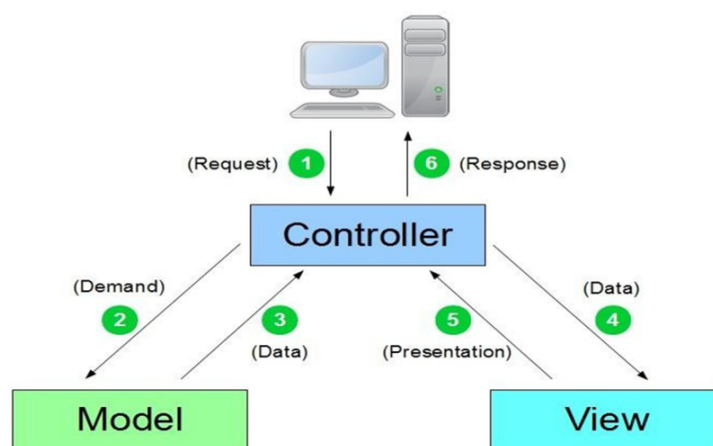 (Request) 1 6 (Response)
Controller
(Demand) (Data)
2 3 5 4
(Data) (Presentation)
Model View